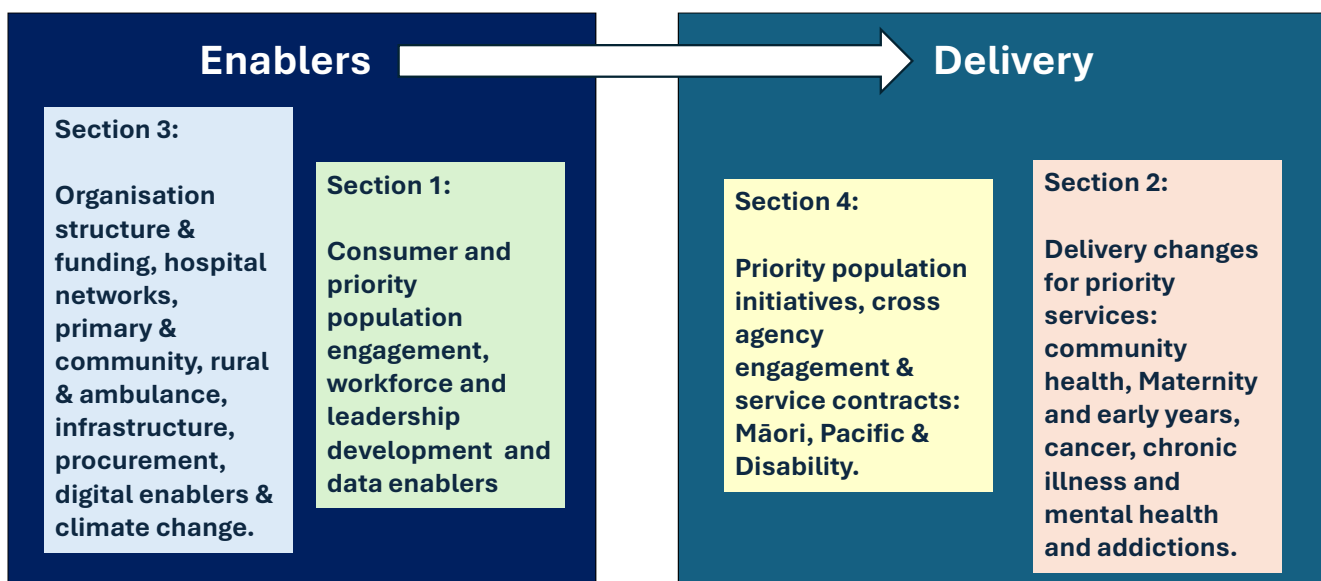 Enablers
Delivery
Section 3:
Organisation
structure &
funding, hospital
networks,
primary &
community, rural
& ambulance,
infrastructure,
procurement,
digital enablers &
climate change.
Section 1:
Consumer and
priority
population
engagement,
workforce and
leadership
development and
data enablers
Section 4:
Priority population
initiatives, cross
agency
engagement &
service contracts:
Māori, Pacific &
Disability.
Section 2:
Delivery changes
for priority
services:
community
health, Maternity
and early years,
cancer, chronic
illness and
mental health
and addictions.